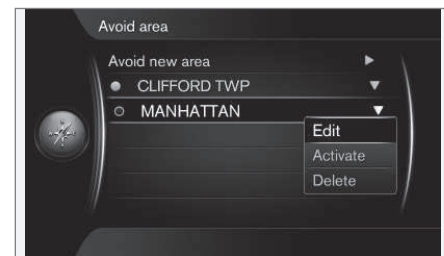 Avoid area
Avoid new area
CLIFFORD TWP
MANHATTAN
Edit
Activate
Delete